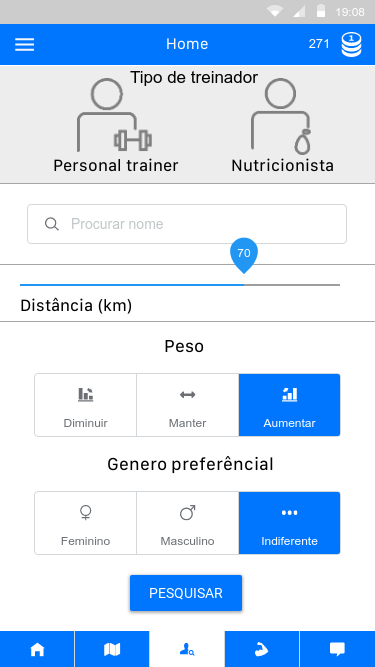 19:08
Home
271
1
Tipo de treinador
Personal trainer
Nutricionista
Procurar nome
70
Distância (km)
Peso
Diminuir
Manter
Aumentar
Genero preferêncial
Feminino
Masculino
Indiferente
PESQUISAR